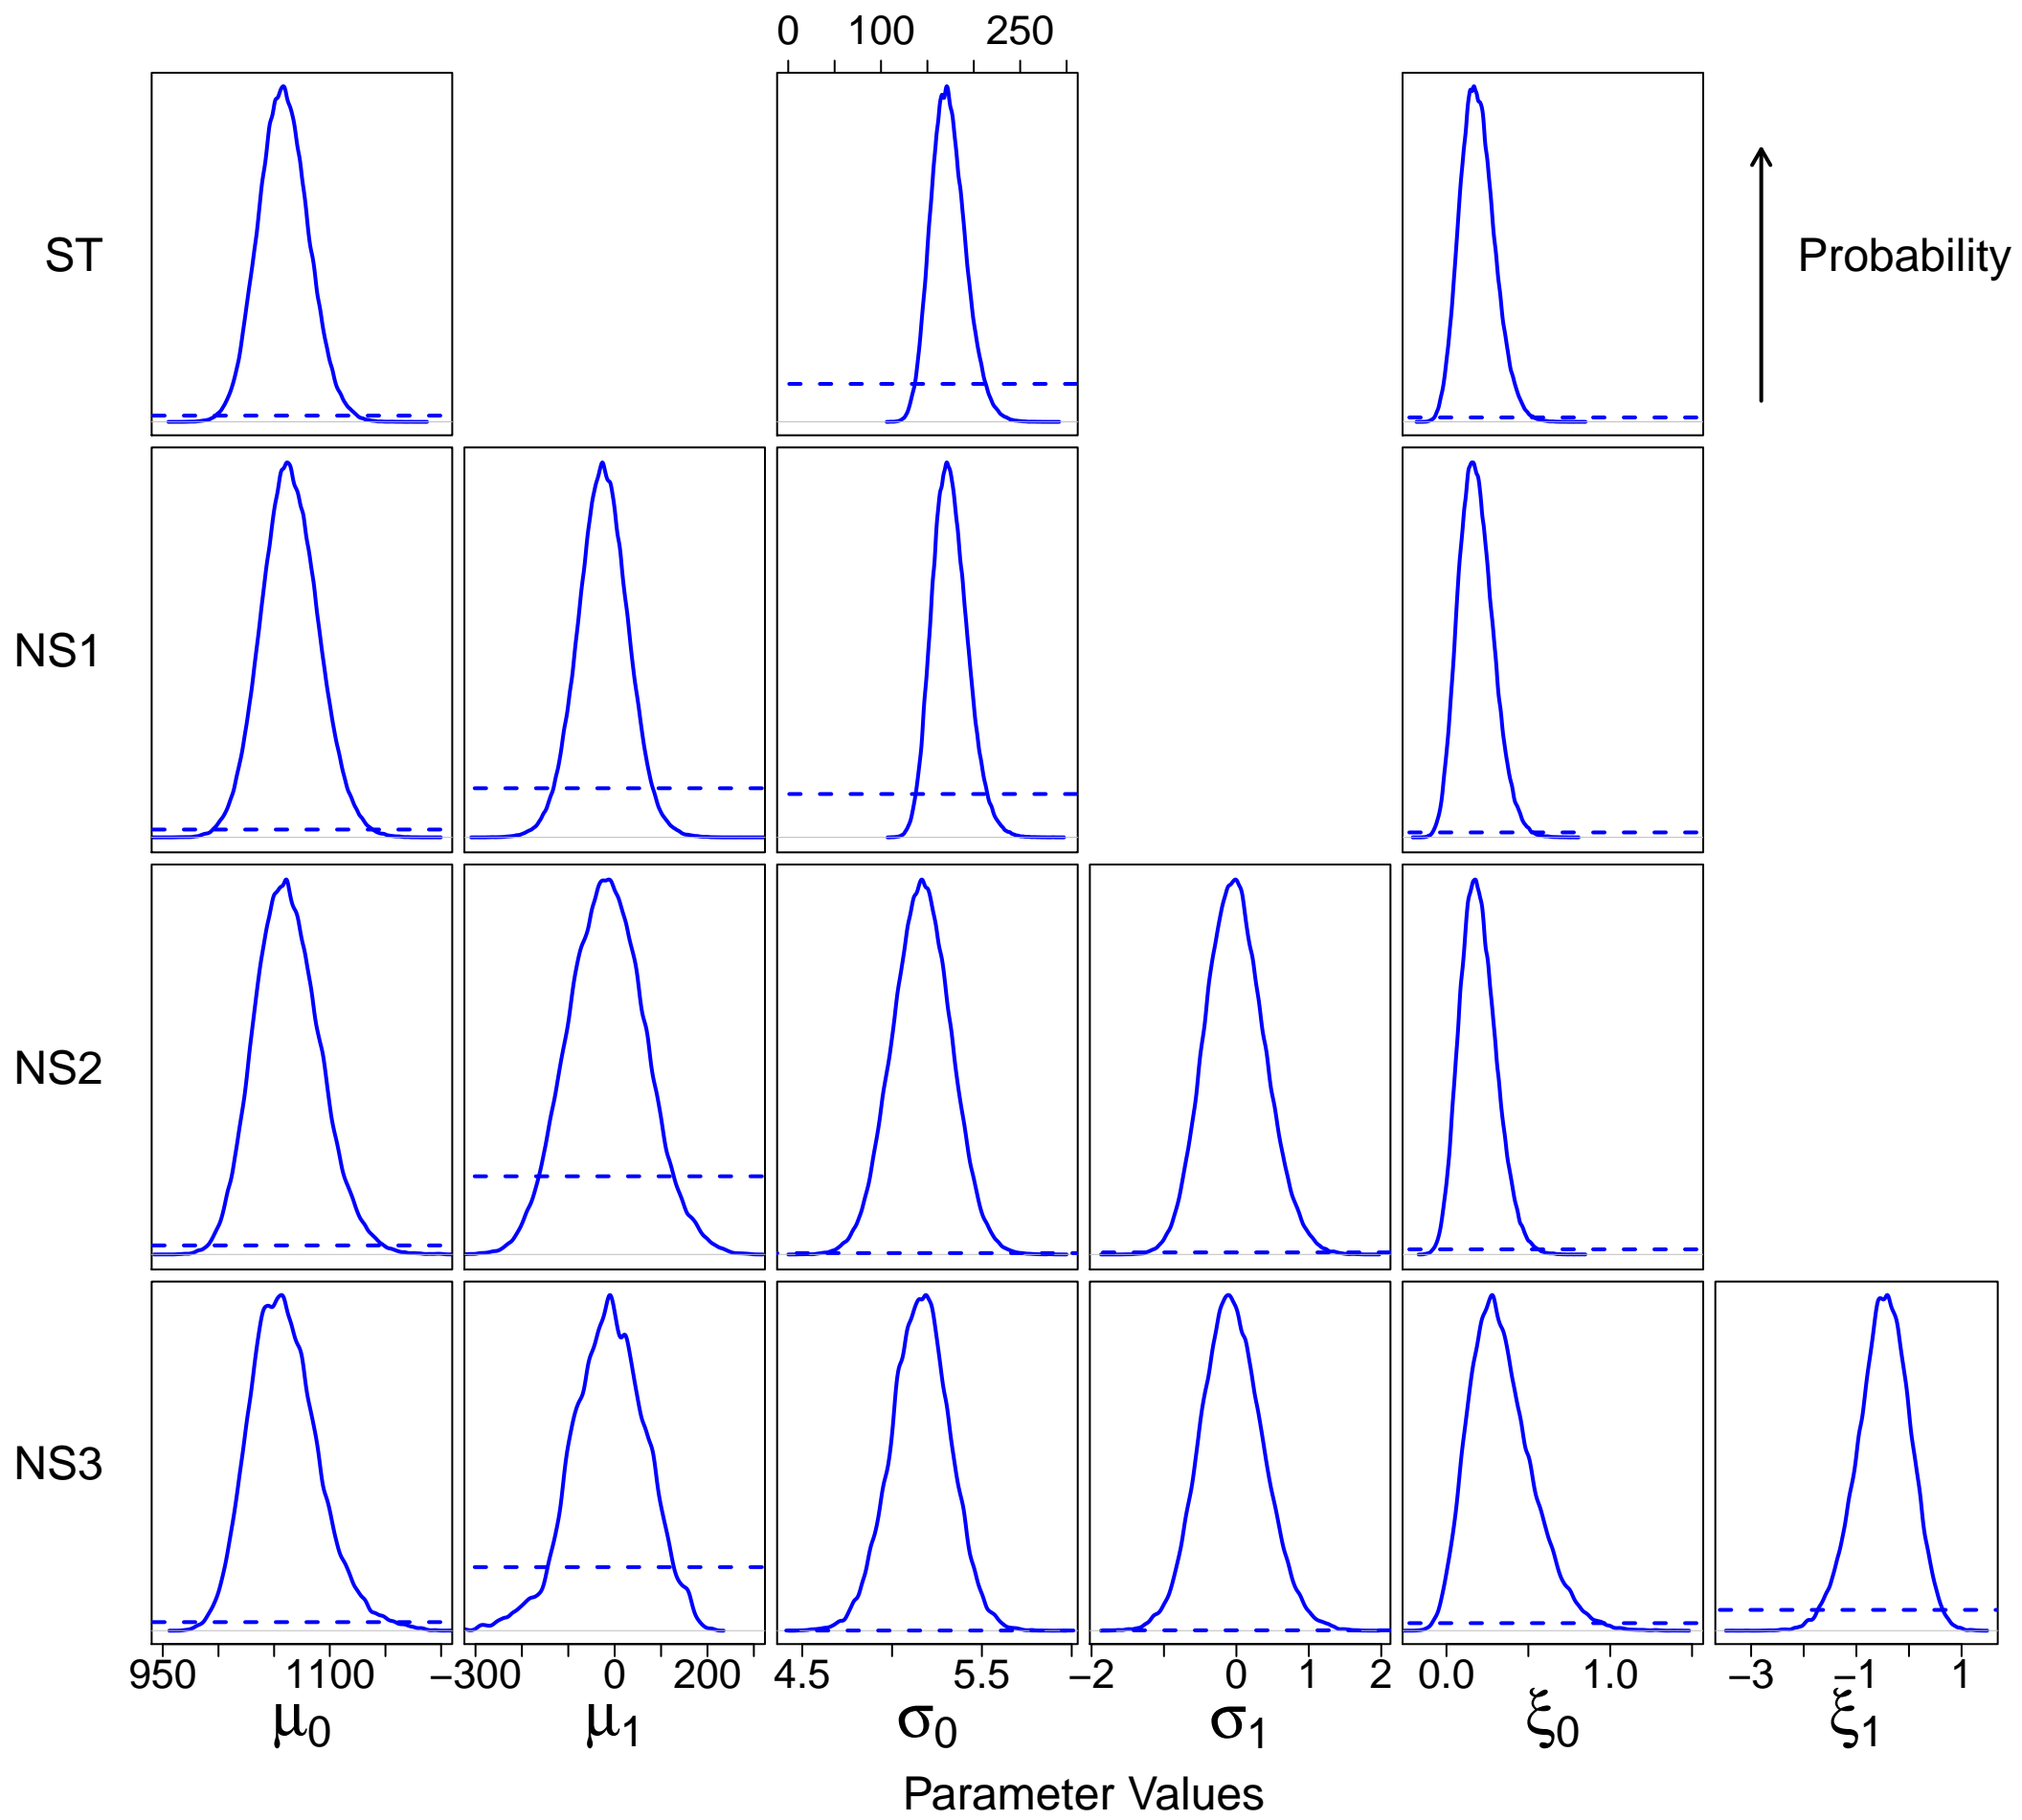 0 100 250
ST
Probability
NS1
NS2
NS3
950 1100 −300 0 200 4.5 5.5 −2 0 1 2 0.0 1.0 −3 −1 1
μ0 μ1 σ0 σ1 ξ0 ξ1
Parameter Values